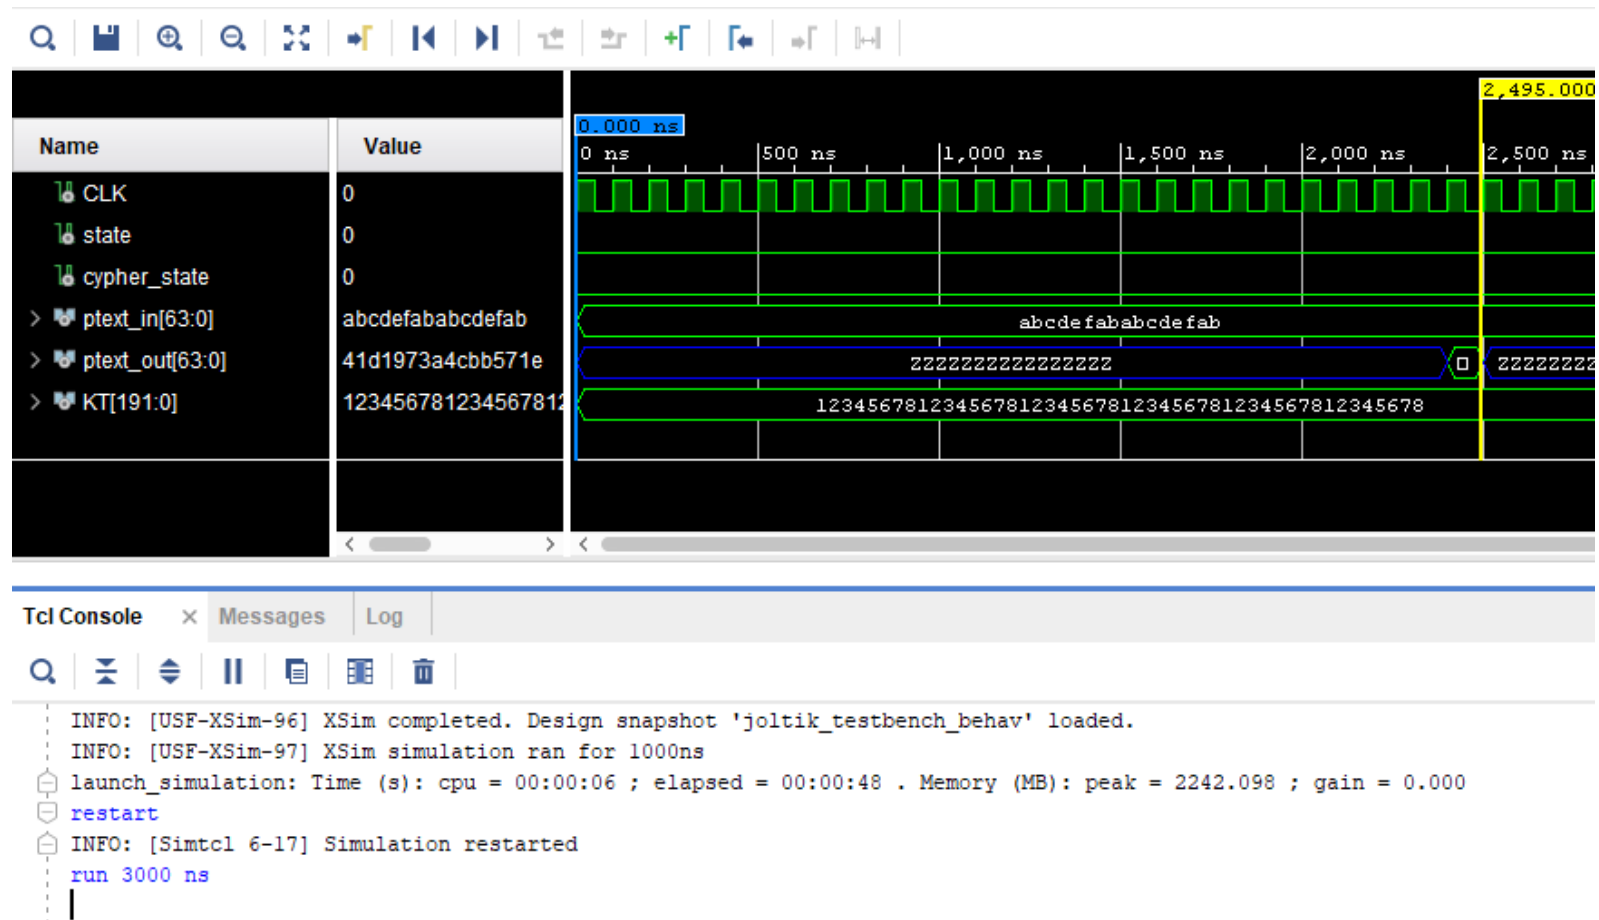 2,495.000
0.000 ns
Name Value
0 ns 500 ns 1,000 ns 1,500 ns 2,000 ns 2,500 ns
CLK 0
state 0
cypher_state 0
ptext_in[63:0] abcdefababcdefab abcdefababcdefab
ptext_out[63:0] 41d1973a4cbb571e ZZZZZZZZZZZZZZZZ ZZZZZZZZ
KT[191:0] 123456781234567812 123456781234567812345678123456781234567812345678
Tcl Console × Messages Log
INFO: [USF-XSim-96] XSim completed. Design snapshot 'joltik_testbench_behav' loaded.
INFO: [USF-XSim-97] XSim simulation ran for 1000ns
launch_simulation: Time (s): cpu = 00:00:06 ; elapsed = 00:00:48 . Memory (MB): peak = 2242.098 ; gain = 0.000
restart
INFO: [Simtcl 6-17] Simulation restarted
run 3000 ns